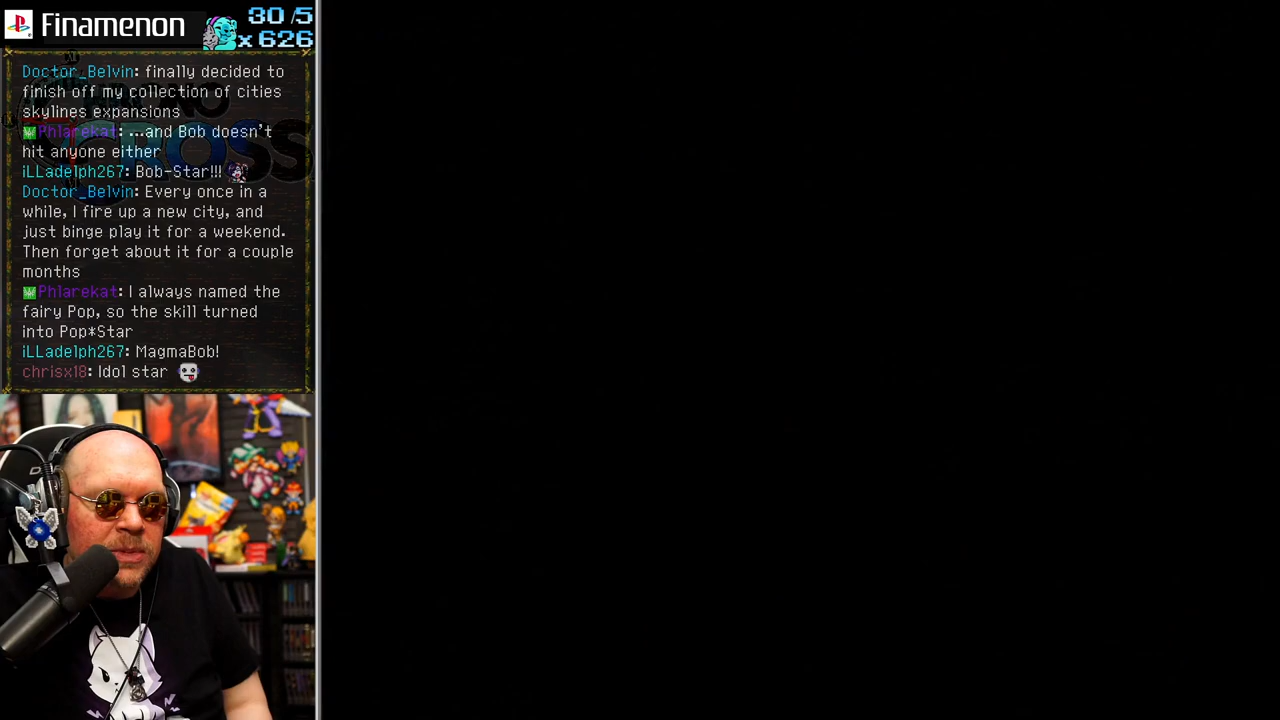 Finamenon
30/5
x626
Doctor_Belvin: finally decided to
finish off my collection of cities
skylines expansions
Phlarekat: ...and Bob doesn't
hit anyone either
iLLadelph267: Bob-Star!!!
Doctor_Belvin: Every once in a
while, I fire up a new city, and
just binge play it for a weekend.
Then forget about it for a couple
months
Phlarekat: I always named the
fairy Pop, so the skill turned
into Pop*Star
iLLadelph267: MagmaBob!
chrisx18: Idol star